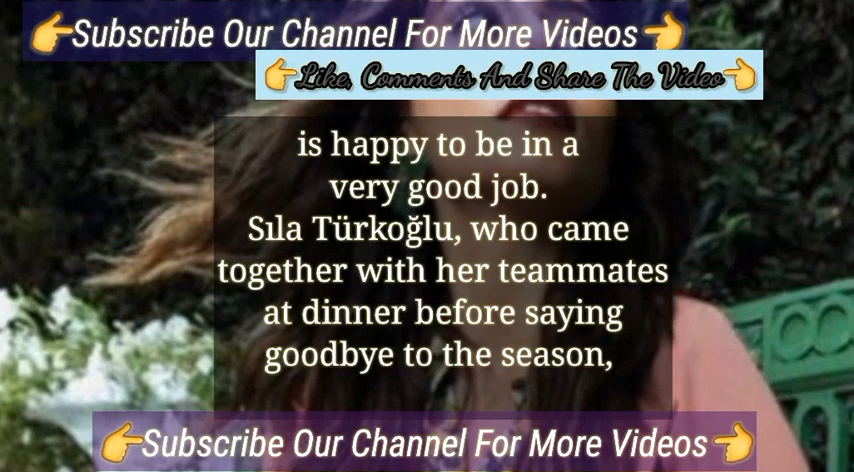 👉Subscribe Our Channel For More Videos👈
👉Like, Comments And Share The Video👈
is happy to be in a
very good job.
Sıla Türkoğlu, who came
together with her teammates
at dinner before saying
goodbye to the season,
👉Subscribe Our Channel For More Videos👈